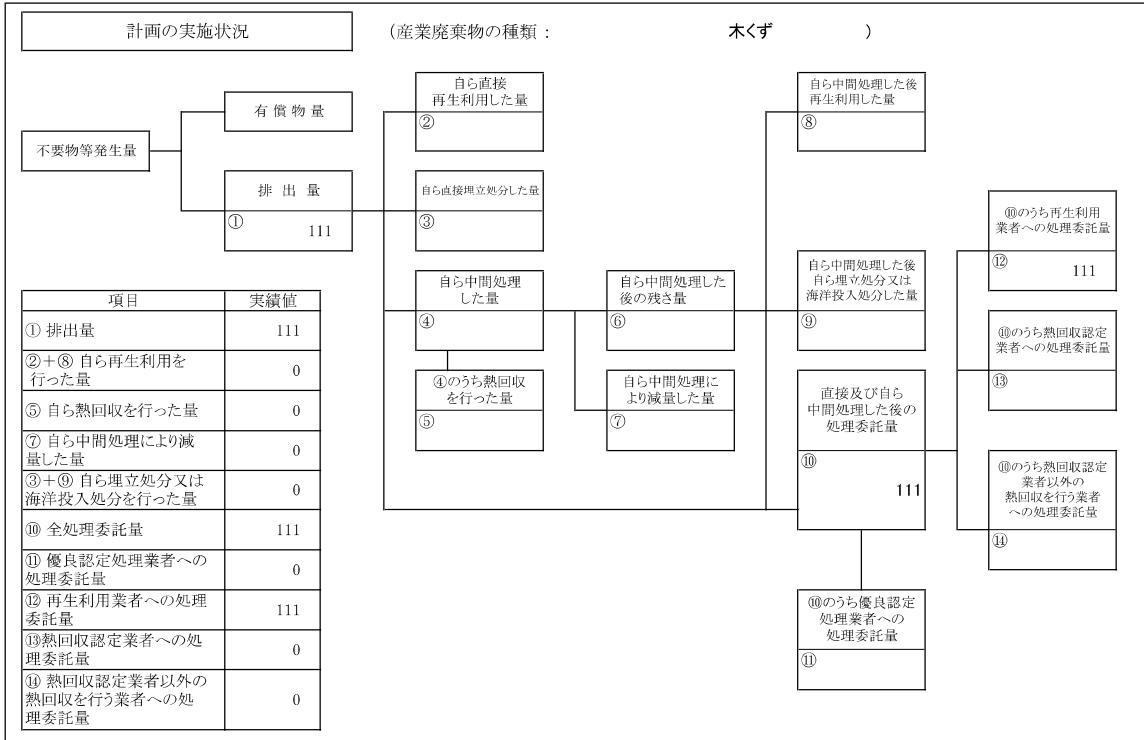 計画の実施状況
(産業廃棄物の種類： 木くず )
不要物等発生量
有 償 物 量
排 出 量
①
111
自ら直接
再生利用した量
②
自ら直接埋立処分した量
③
自ら中間処理
した量
④
④のうち熱回収
を行った量
⑤
自ら中間処理した
後の残さ量
⑥
自ら中間処理に
より減量した量
⑦
自ら中間処理した後
再生利用した量
⑧
自ら中間処理した後
自ら埋立処分又は
海洋投入処分した量
⑨
直接及び自ら
中間処理した後の
処理委託量
⑩
111
⑩のうち優良認定
処理業者への
処理委託量
⑪
⑩のうち再生利用
業者への処理委託量
⑫
111
⑩のうち熱回収認定
業者への処理委託量
⑬
⑩のうち熱回収認定
業者以外の
熱回収を行う業者
への処理委託量
⑭
項目 実績値
① 排出量 111
②＋⑧ 自ら再生利用を
行った量 0
⑤ 自ら熱回収を行った量 0
⑦ 自ら中間処理により減
量した量 0
③＋⑨ 自ら埋立処分又は
海洋投入処分を行った量 0
⑩ 全処理委託量 111
⑪ 優良認定処理業者への
処理委託量 0
⑫ 再生利用業者への処理
委託量 111
⑬熱回収認定業者への処
理委託量 0
⑭ 熱回収認定業者以外の
熱回収を行う業者への処
理委託量 0